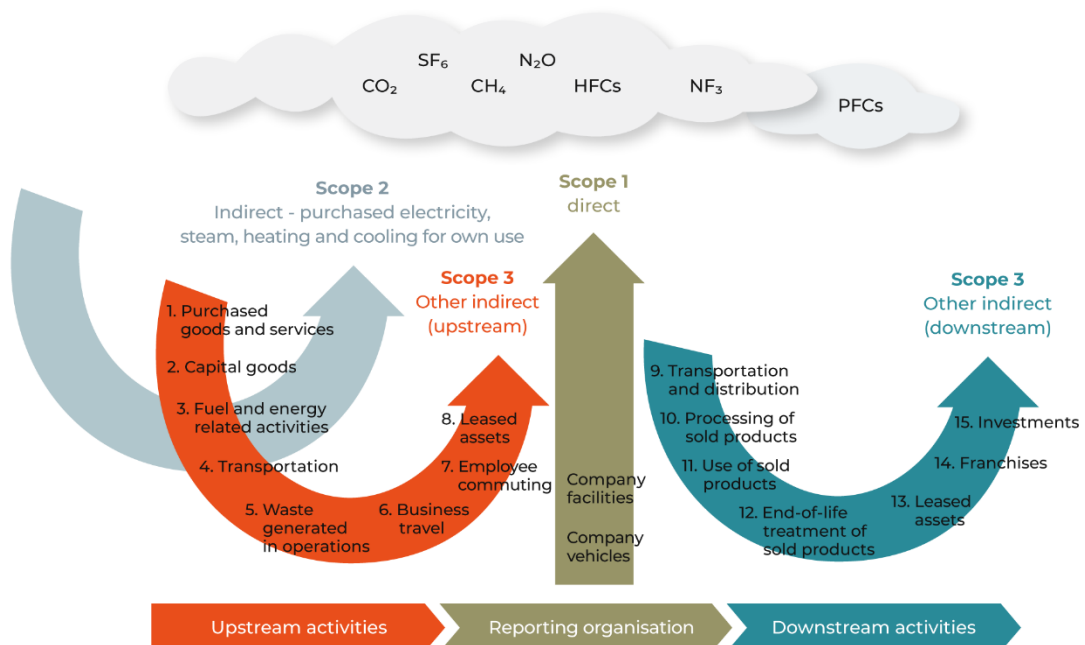 SF₆
N₂O
CO₂
CH₄
HFCs
NF₃
PFCs
Scope 2
Indirect - purchased electricity,
steam, heating and cooling for own use
Scope 1
direct
Scope 3
Other indirect
(upstream)
Scope 3
Other indirect
(downstream)
1. Purchased
goods and services
2. Capital goods
3. Fuel and energy
related activities
4. Transportation
5. Waste
generated
in operations
6. Business
travel
7. Employee
commuting
8. Leased
assets
Company
facilities
Company
vehicles
9. Transportation
and distribution
10. Processing of
sold products
11. Use of sold
products
12. End-of-life
treatment of
sold products
13. Leased
assets
14. Franchises
15. Investments
Upstream activities
Reporting organisation
Downstream activities